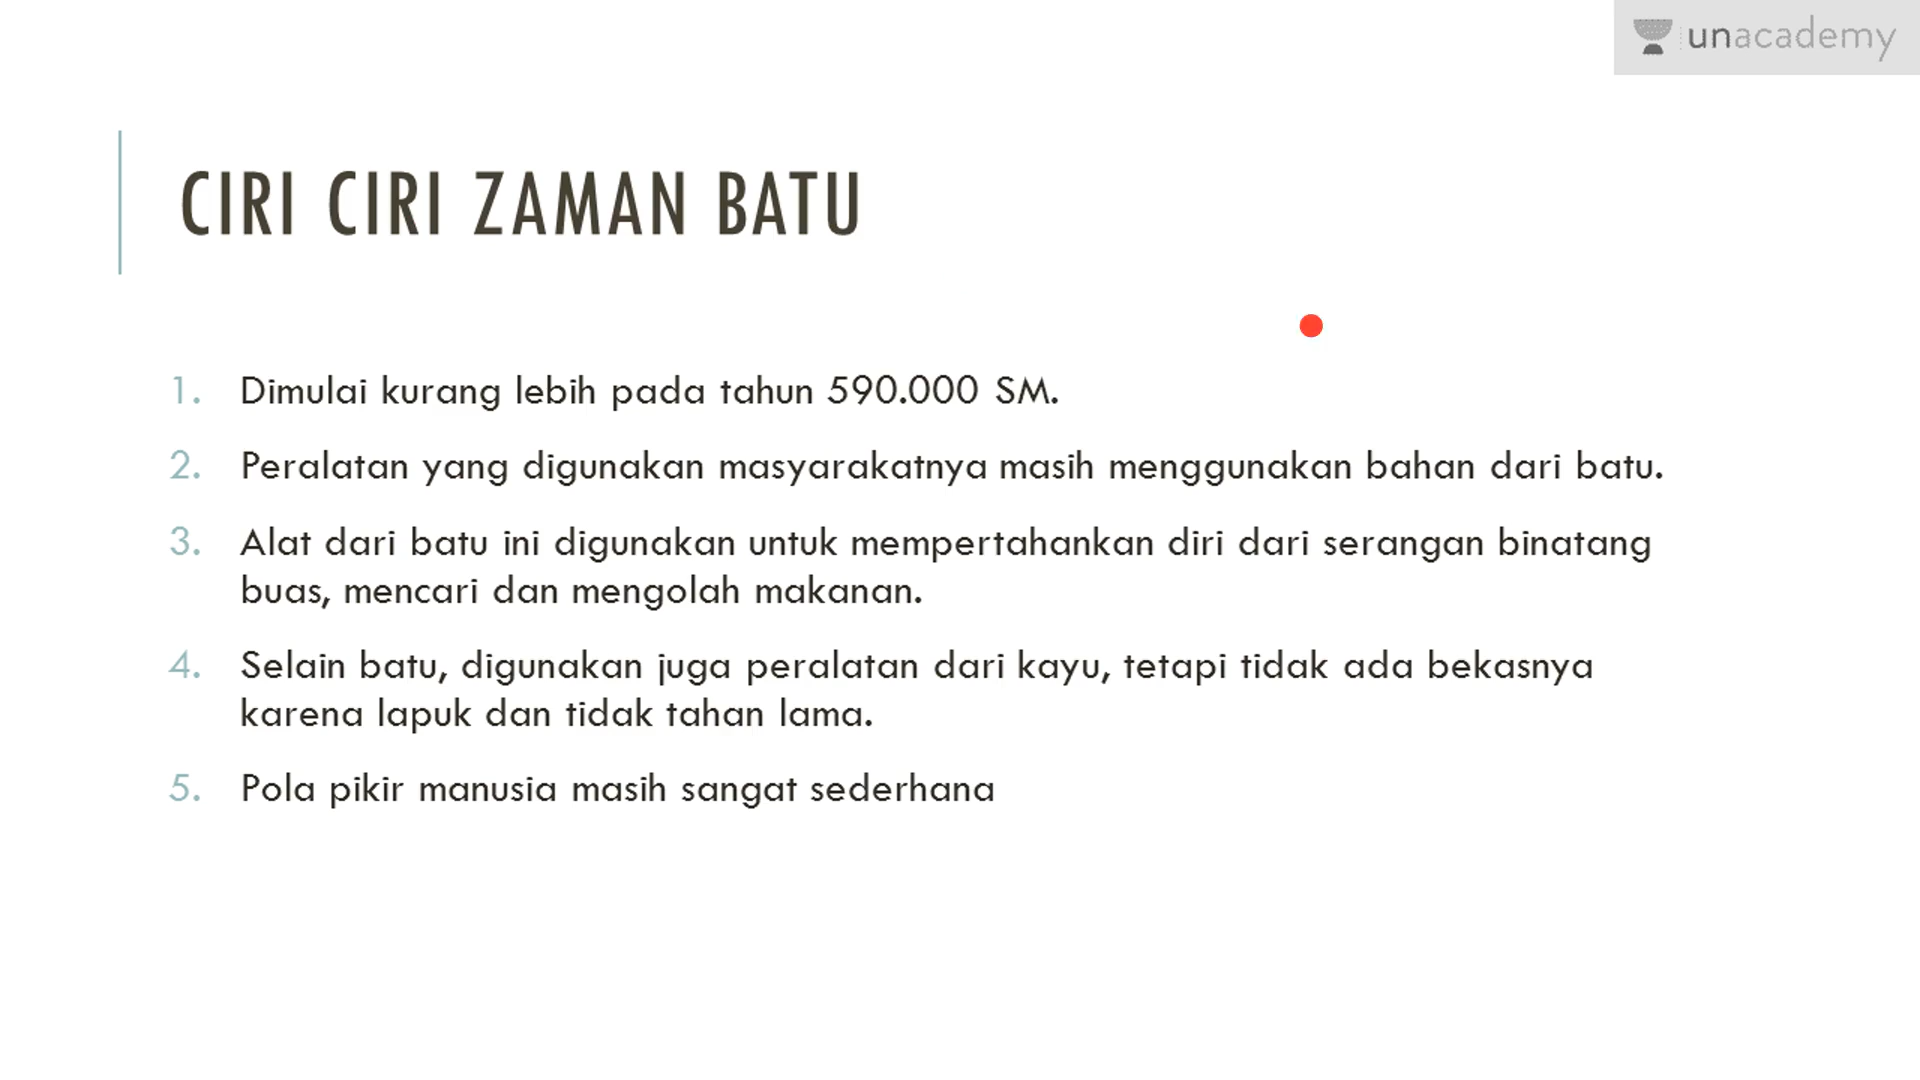 unacademy
CIRI CIRI ZAMAN BATU
1. Dimulai kurang lebih pada tahun 590.000 SM.
2. Peralatan yang digunakan masyarakatnya masih menggunakan bahan dari batu.
3. Alat dari batu ini digunakan untuk mempertahankan diri dari serangan binatang
buas, mencari dan mengolah makanan.
4. Selain batu, digunakan juga peralatan dari kayu, tetapi tidak ada bekasnya
karena lapuk dan tidak tahan lama.
5. Pola pikir manusia masih sangat sederhana